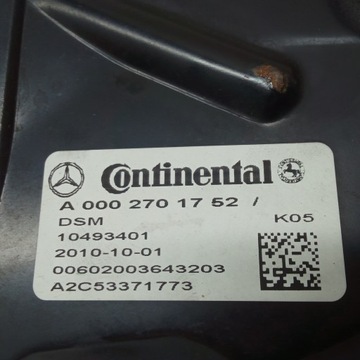 Continental
A 000 270 17 52 /
DSM K05
10493401
2010-10-01
00602003643203
A2C53371773